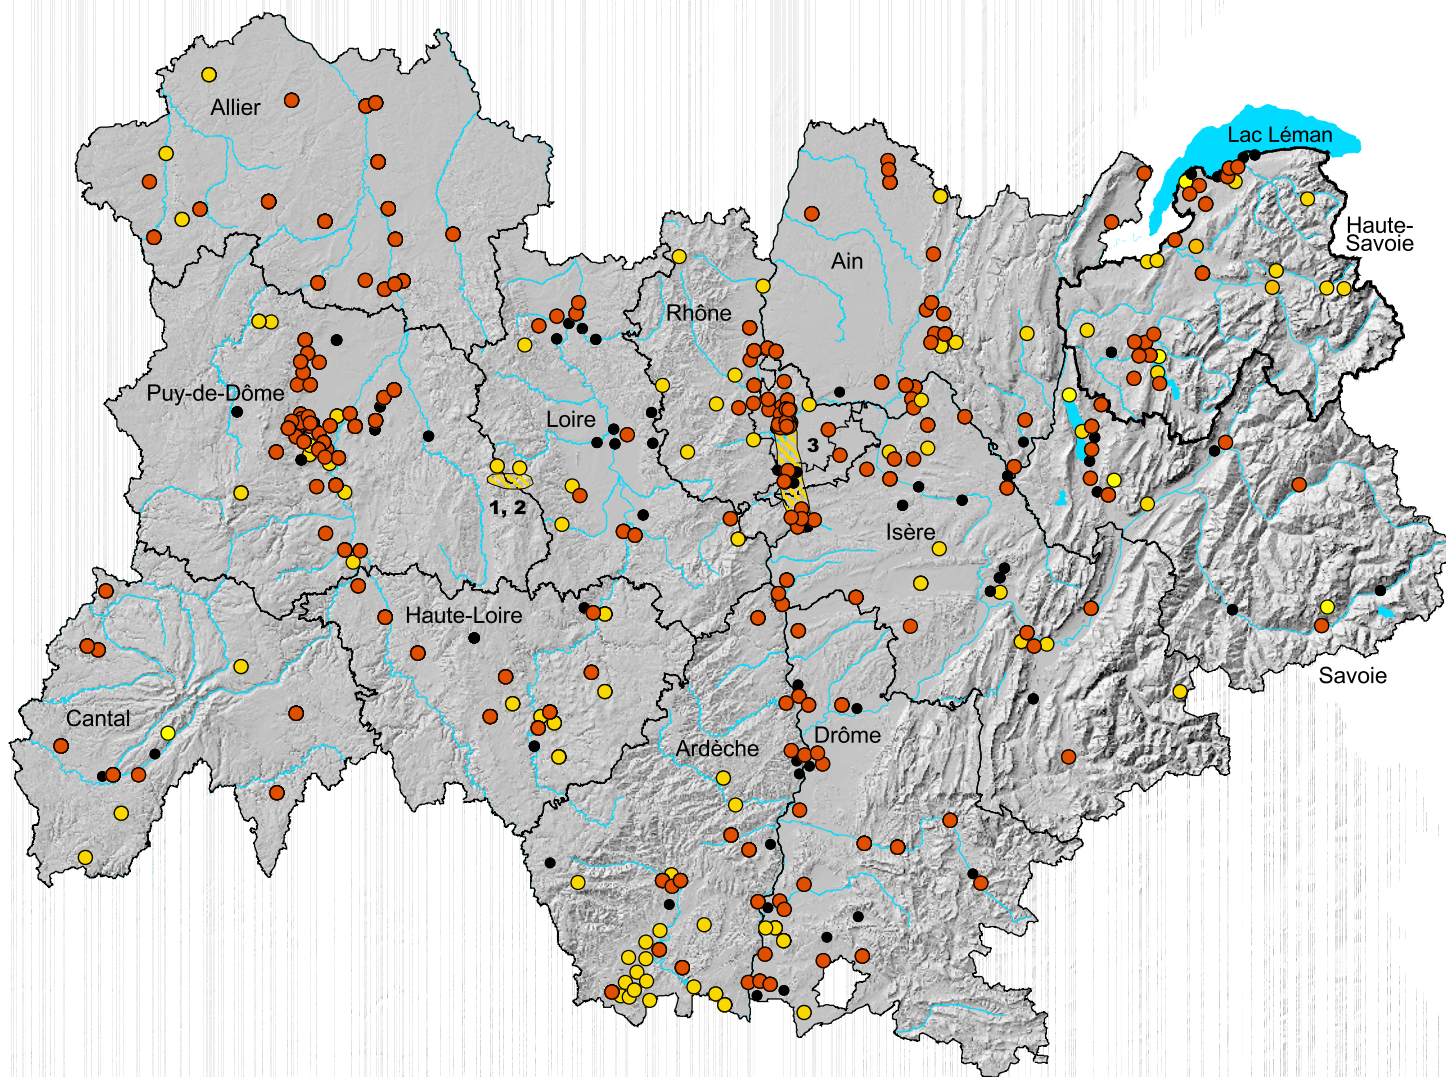 Allier
Lac Léman
Haute-
Savoie
Ain
Rhône
Puy-de-Dôme
Loire
3
1, 2
Isère
Haute-Loire
Savoie
Cantal
Ardèche
Drôme